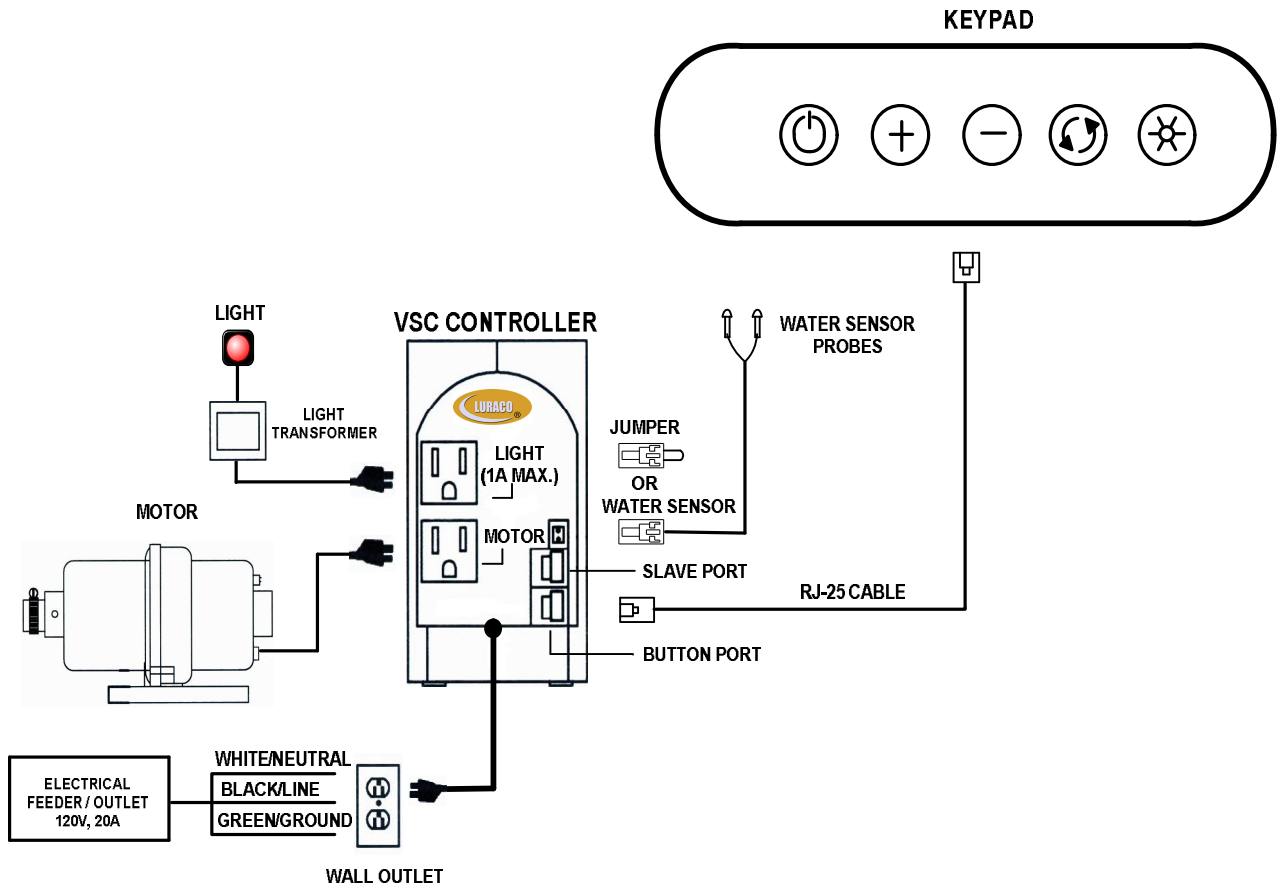 KEYPAD
LIGHT
VSC CONTROLLER
WATER SENSOR
PROBES
LURACO
®
LIGHT
TRANSFORMER
JUMPER
LIGHT
(1A MAX.)
OR
WATER SENSOR
MOTOR
MOTOR
SLAVE PORT
RJ-25 CABLE
BUTTON PORT
WHITE/NEUTRAL
ELECTRICAL
FEEDER / OUTLET
120V, 20A
BLACK/LINE
GREEN/GROUND
WALL OUTLET